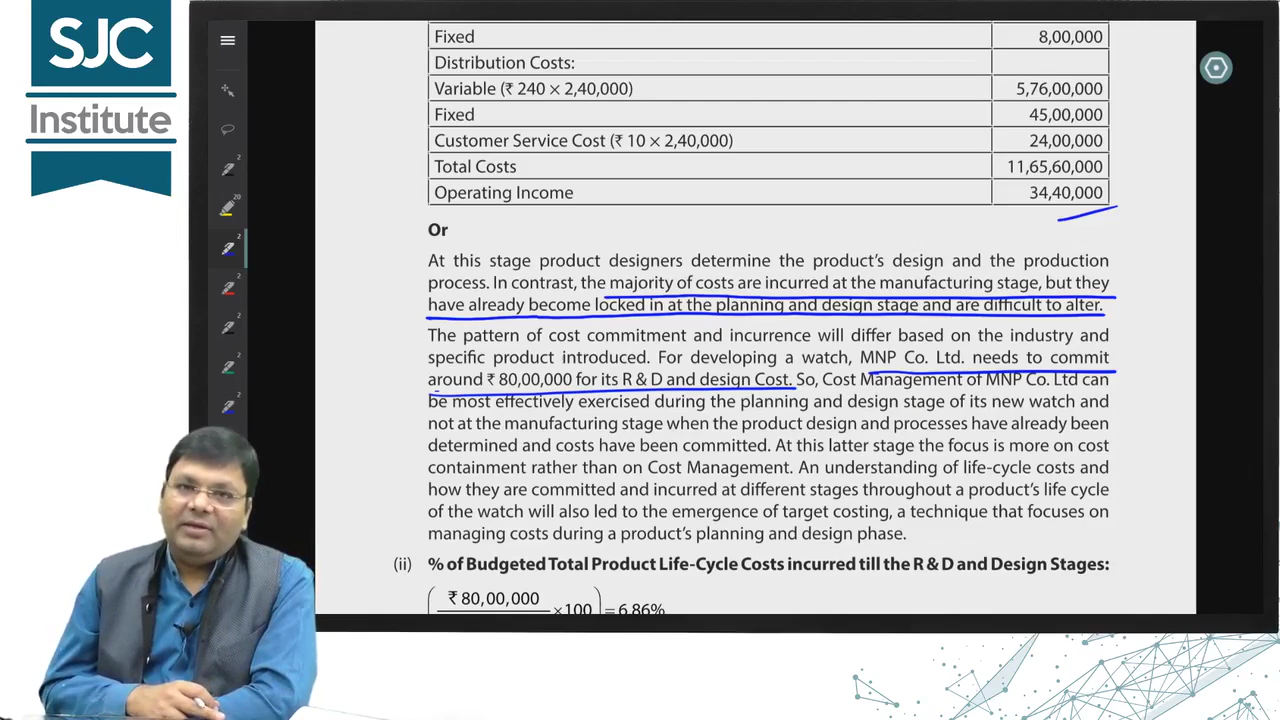 SJC
Institute
Fixed 8,00,000
Distribution Costs:
Variable (₹ 240 × 2,40,000) 5,76,00,000
Fixed 45,00,000
Customer Service Cost (₹ 10 × 2,40,000) 24,00,000
Total Costs 11,65,60,000
Operating Income 34,40,000
Or
At this stage product designers determine the product's design and the production
process. In contrast, the majority of costs are incurred at the manufacturing stage, but they
have already become locked in at the planning and design stage and are difficult to alter.
The pattern of cost commitment and incurrence will differ based on the industry and
specific product introduced. For developing a watch, MNP Co. Ltd. needs to commit
around ₹ 80,00,000 for its R & D and design Cost. So, Cost Management of MNP Co. Ltd can
be most effectively exercised during the planning and design stage of its new watch and
not at the manufacturing stage when the product design and processes have already been
determined and costs have been committed. At this latter stage the focus is more on cost
containment rather than on Cost Management. An understanding of life-cycle costs and
how they are committed and incurred at different stages throughout a product's life cycle
of the watch will also led to the emergence of target costing, a technique that focuses on
managing costs during a product's planning and design phase.
(ii) % of Budgeted Total Product Life-Cycle Costs incurred till the R & D and Design Stages:
₹ 80,00,000
×100 = 6.86%
2
20
2
2
2
2
2